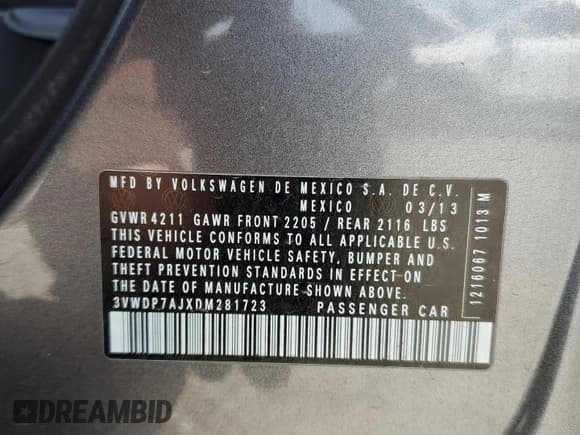 MFD BY VOLKSWAGEN DE MEXICO S.A. DE C.V.
MEXICO 03/13
GVWR 4211 GAWR FRONT 2205 / REAR 2116 LBS
THIS VEHICLE CONFORMS TO ALL APPLICABLE U.S.
FEDERAL MOTOR VEHICLE SAFETY, BUMPER AND
THEFT PREVENTION STANDARDS IN EFFECT ON
THE DATE OF MANUFACTURE SHOWN ABOVE.
3VWDP7AJXDM281723 PASSENGER CAR
1216067 1013 M
DREAMBID